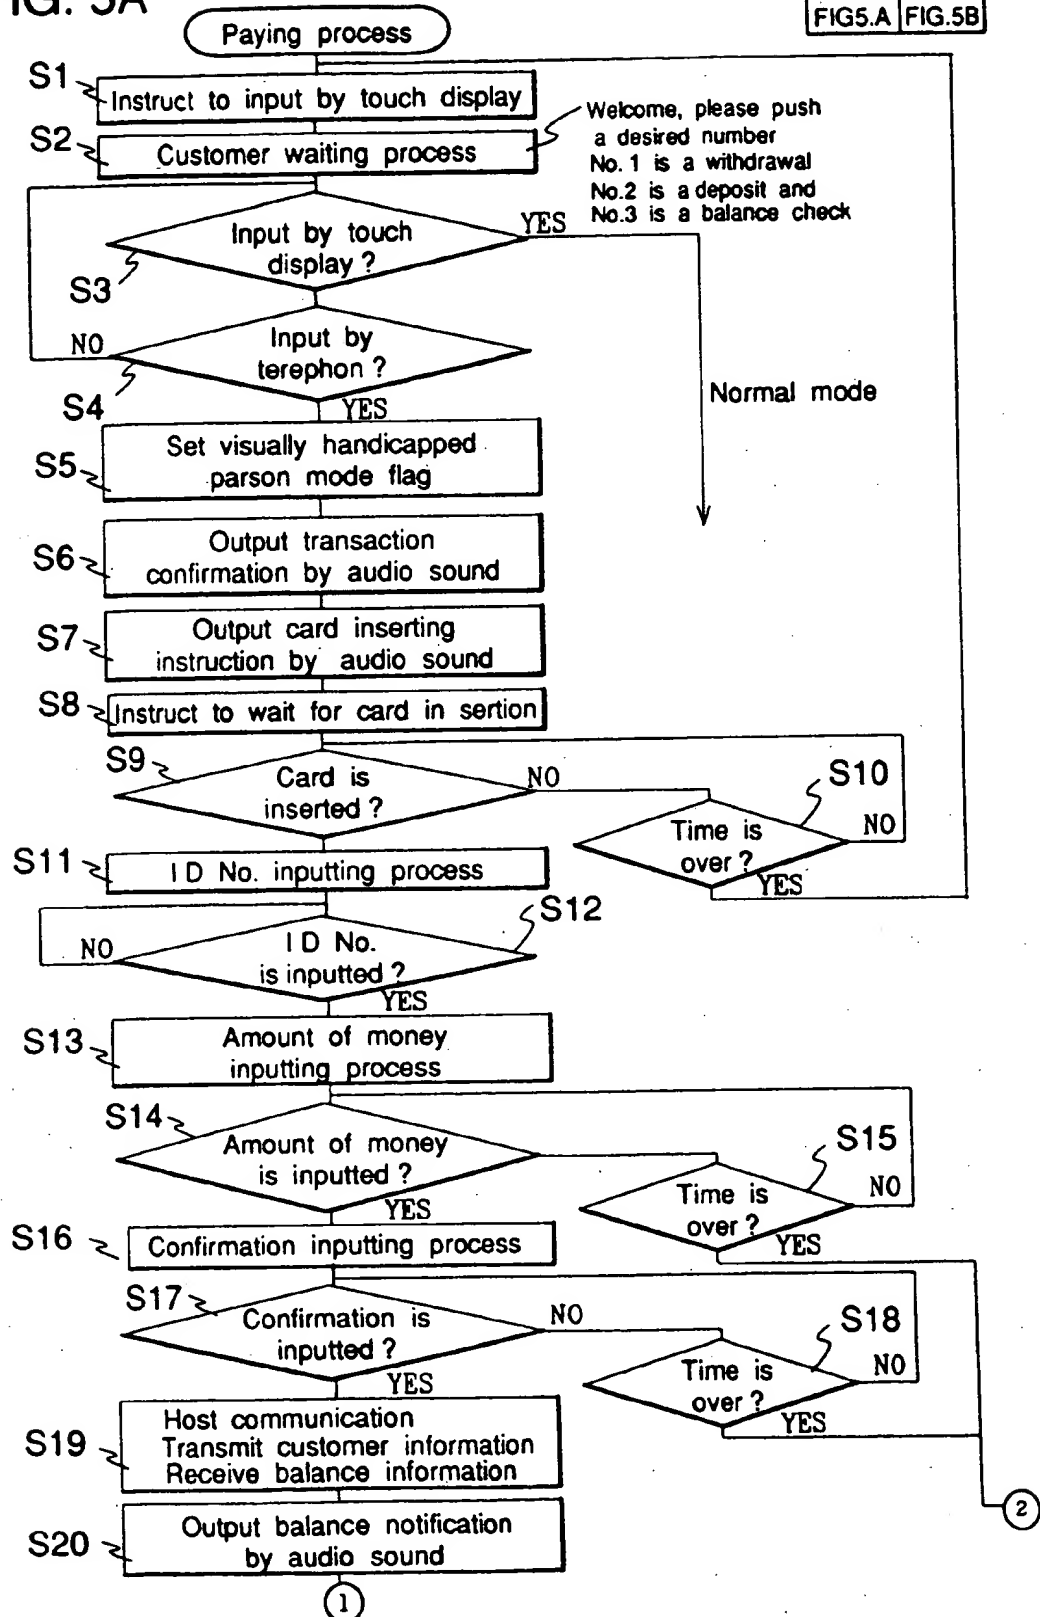 FIG. 5A
FIG5.A FIG.5B
Paying process
S1
Instruct to input by touch display
S2
Customer waiting process
Welcome, please push
a desired number
No. 1 is a withdrawal
No.2 is a deposit and
No.3 is a balance check
Input by touch
display ?
YES
S3
NO
Input by
terephon ?
S4
YES
Normal mode
S5
Set visually handicapped
parson mode flag
S6
Output transaction
confirmation by audio sound
S7
Output card inserting
instruction by audio sound
S8
Instruct to wait for card in sertion
S9
Card is
inserted ?
NO
S10
Time is
over ?
NO
YES
S11
I D No. inputting process
S12
NO
I D No.
is inputted ?
YES
S13
Amount of money
inputting process
S14
Amount of money
is inputted ?
S15
Time is
over ?
NO
YES
YES
S16
Confirmation inputting process
S17
Confirmation is
inputted ?
NO
S18
Time is
over ?
NO
YES
YES
S19
Host communication
Transmit customer information
Receive balance information
2
S20
Output balance notification
by audio sound
1